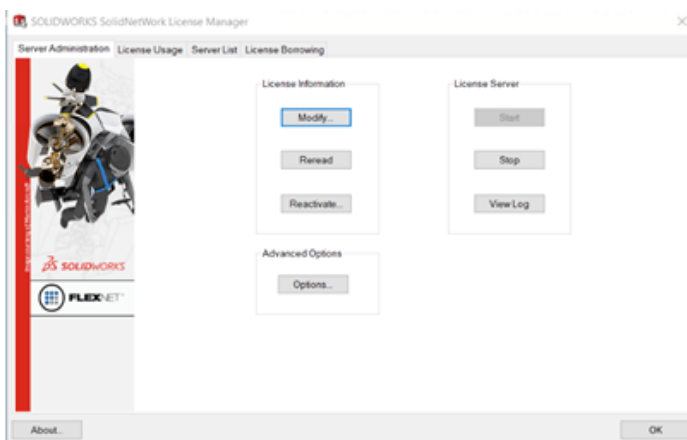 SOLIDWORKS SolidNetWork License Manager
Server Administration License Usage Server List License Borrowing
License Information
Modify...
Reread
Reactivate...
License Server
Start
Stop
View Log
Advanced Options
Options...
SOLIDWORKS
FLEXNET
About...
OK